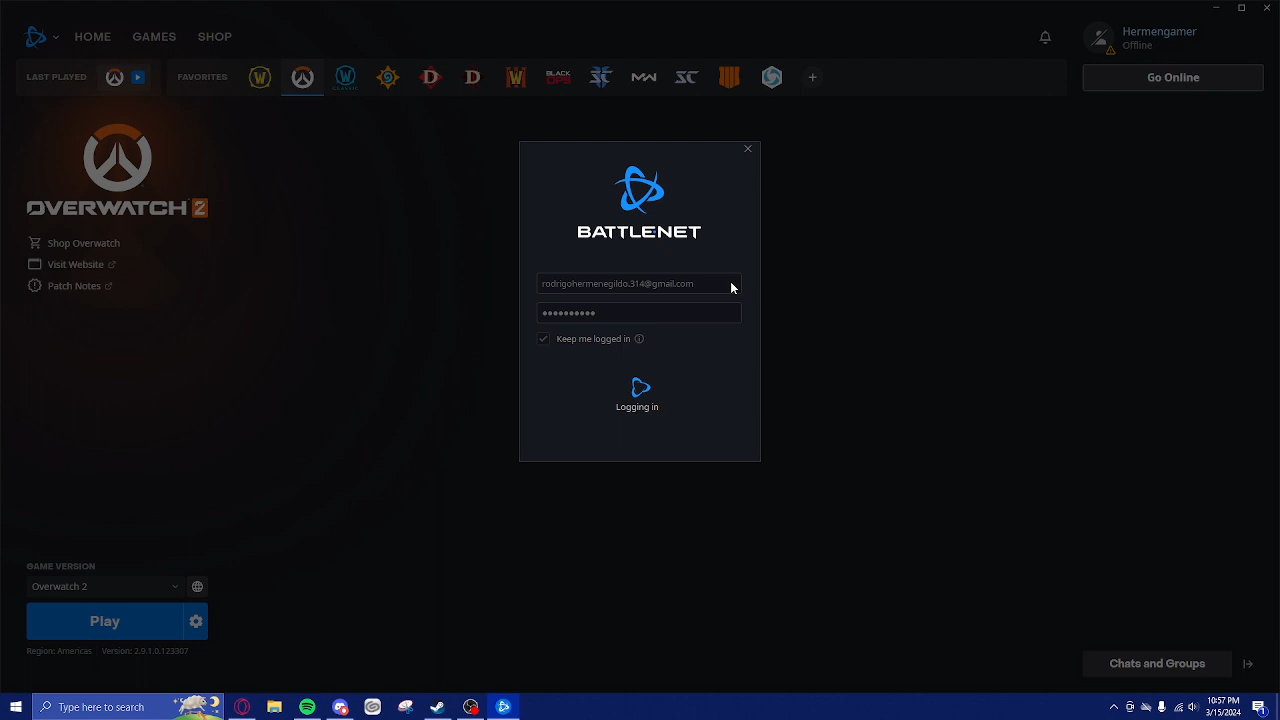 HOME GAMES SHOP
Hermengamer
Offline
LAST PLAYED FAVORITES
CLASSIC
BLACK OPS
MW
SC
+
Go Online
OVERWATCH 2
Shop Overwatch
Visit Website
Patch Notes
BATTLE.NET
rodrigohermenegildo.314@gmail.com
••••••••••
Keep me logged in
Logging in
GAME VERSION
Overwatch 2
Play
Region: Americas Version: 2.9.1.0.123307
Chats and Groups
Type here to search
10:57 PM
3/15/2024